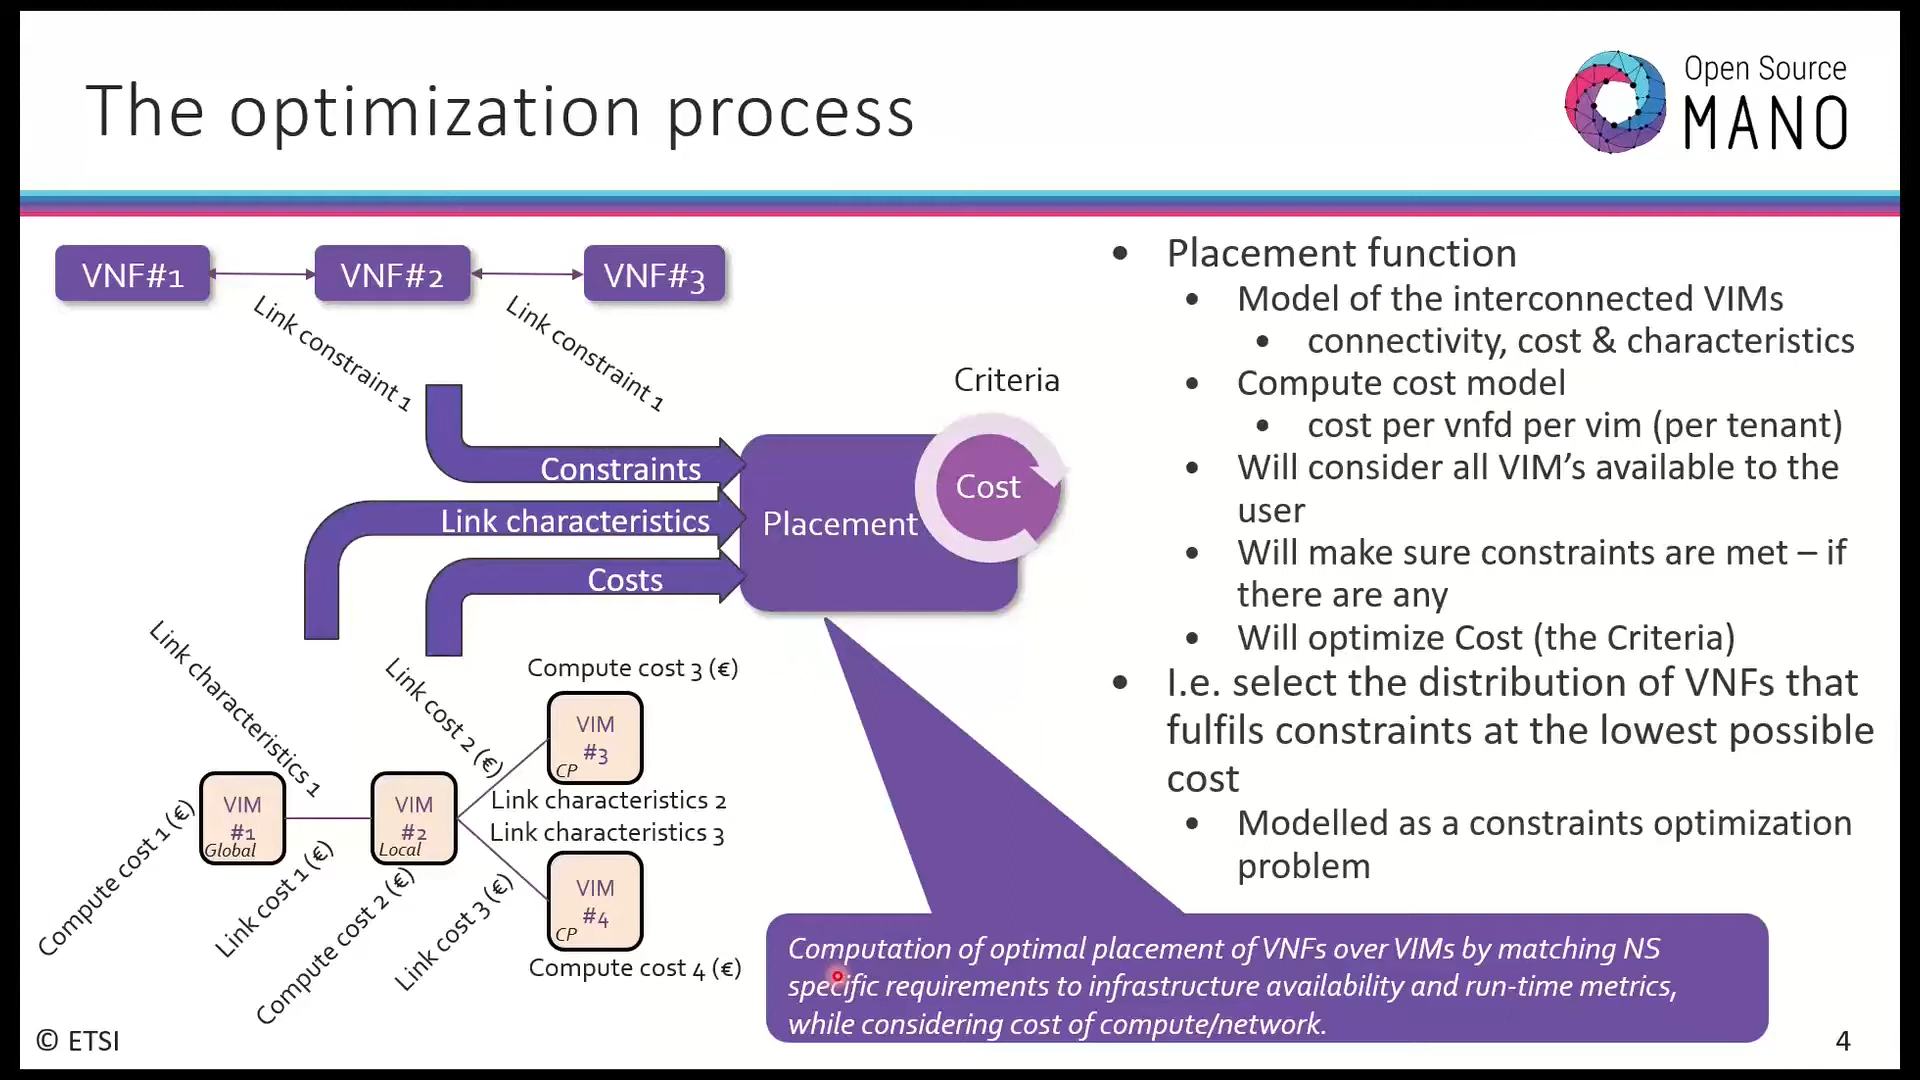 The optimization process
Open Source
MANO
VNF#1
VNF#2
VNF#3
Link constraint 1
Link constraint 1
Criteria
Constraints
Link characteristics
Costs
Placement
Cost
Link characteristics 1
Link cost 2 (€)
Compute cost 3 (€)
VIM
#3
CP
Link characteristics 2
Link characteristics 3
VIM
#1
Global
VIM
#2
Local
VIM
#4
CP
Compute cost 1 (€)
Link cost 1 (€)
Compute cost 2 (€)
Link cost 3 (€)
Compute cost 4 (€)
• Placement function
• Model of the interconnected VIMs
• connectivity, cost & characteristics
• Compute cost model
• cost per vnfd per vim (per tenant)
• Will consider all VIM’s available to the
user
• Will make sure constraints are met – if
there are any
• Will optimize Cost (the Criteria)
• I.e. select the distribution of VNFs that
fulfils constraints at the lowest possible
cost
• Modelled as a constraints optimization
problem
Computation of optimal placement of VNFs over VIMs by matching NS
specific requirements to infrastructure availability and run-time metrics,
while considering cost of compute/network.
© ETSI
4